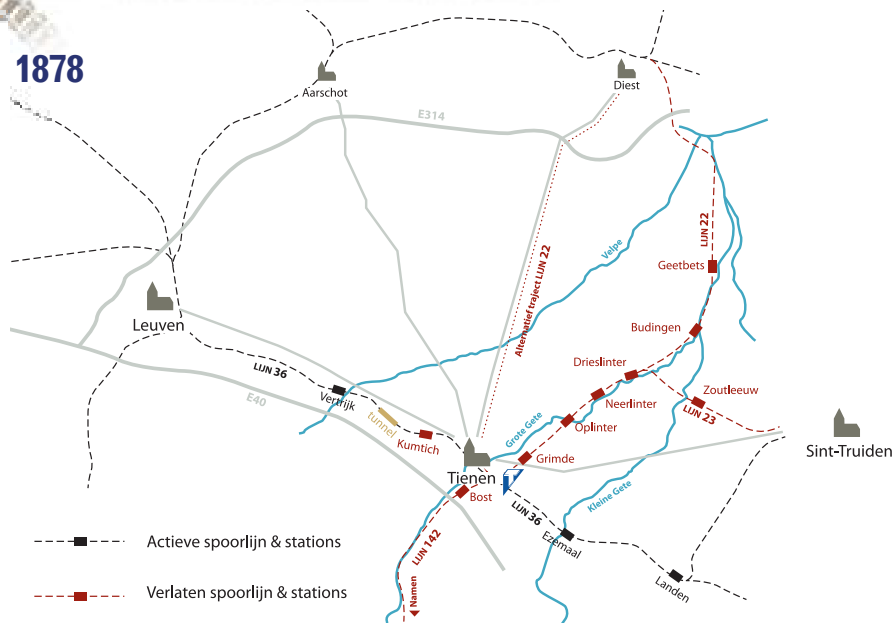 1878
Aarschot
Diest
E314
Velpe
LIJN 22
Alternatief traject LIJN 22
Geetbets
Leuven
Budingen
LIJN 36
Drieslinter
Vertrijk
Zoutleeuw
Neerlinter
E40
tunnel
LIJN 23
Oplinter
Kumtich
Grote Gete
Sint-Truiden
Grimde
Tienen
T
Bost
Kleine Gete
LIJN 36
Ezemaal
Actieve spoorlijn & stations
LIJN 142
Landen
Namen
Verlaten spoorlijn & stations